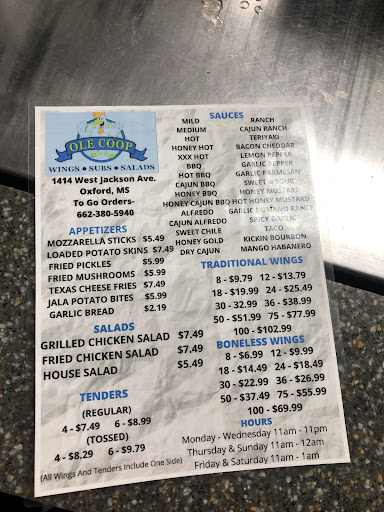 OLE COOP
WINGS • SUBS • SALADS
1414 West Jackson Ave.
Oxford, MS
To Go Orders-
662-380-5940
APPETIZERS
MOZZARELLA STICKS $5.49
LOADED POTATO SKINS $7.49
FRIED PICKLES $5.99
FRIED MUSHROOMS $5.99
TEXAS CHEESE FRIES $7.49
JALA POTATO BITES $5.99
GARLIC BREAD $2.19
SALADS
GRILLED CHICKEN SALAD $7.49
FRIED CHICKEN SALAD $7.49
HOUSE SALAD $5.49
TENDERS
(REGULAR)
4 - $7.49 6 - $8.99
(TOSSED)
4 - $8.29 6 - $9.79
(All Wings And Tenders Include One Side)
SAUCES
MILD
MEDIUM
HOT
HONEY HOT
XXX HOT
BBQ
HOT BBQ
CAJUN BBQ
HONEY BBQ
HONEY CAJUN BBQ
ALFREDO
CAJUN ALFREDO
SWEET CHILE
HONEY GOLD
DRY CAJUN
RANCH
CAJUN RANCH
TERIYAKI
BACON CHEDDAR
LEMON PEPPER
GARLIC PEPPER
GARLIC PARMESAN
SWEET & SOUR
HONEY MUSTARD
HOT HONEY MUSTARD
GARLIC RANCH
SPICY GARLIC
TACO
KICKIN BOURBON
MANGO HABANERO
TRADITIONAL WINGS
8 - $9.79 12 - $13.79
18 - $19.99 24 - $25.49
30 - 32.99 36 - $38.99
50 - $51.99 75 - $77.99
100 - $102.99
BONELESS WINGS
8 - $6.99 12 - $9.99
18 - $14.49 24 - $18.49
30 - $22.99 36 - $26.99
50 - $37.49 75 - $55.99
100 - $69.99
HOURS
Monday - Wednesday 11am - 11pm
Thursday & Sunday 11am - 12am
Friday & Saturday 11am - 1am